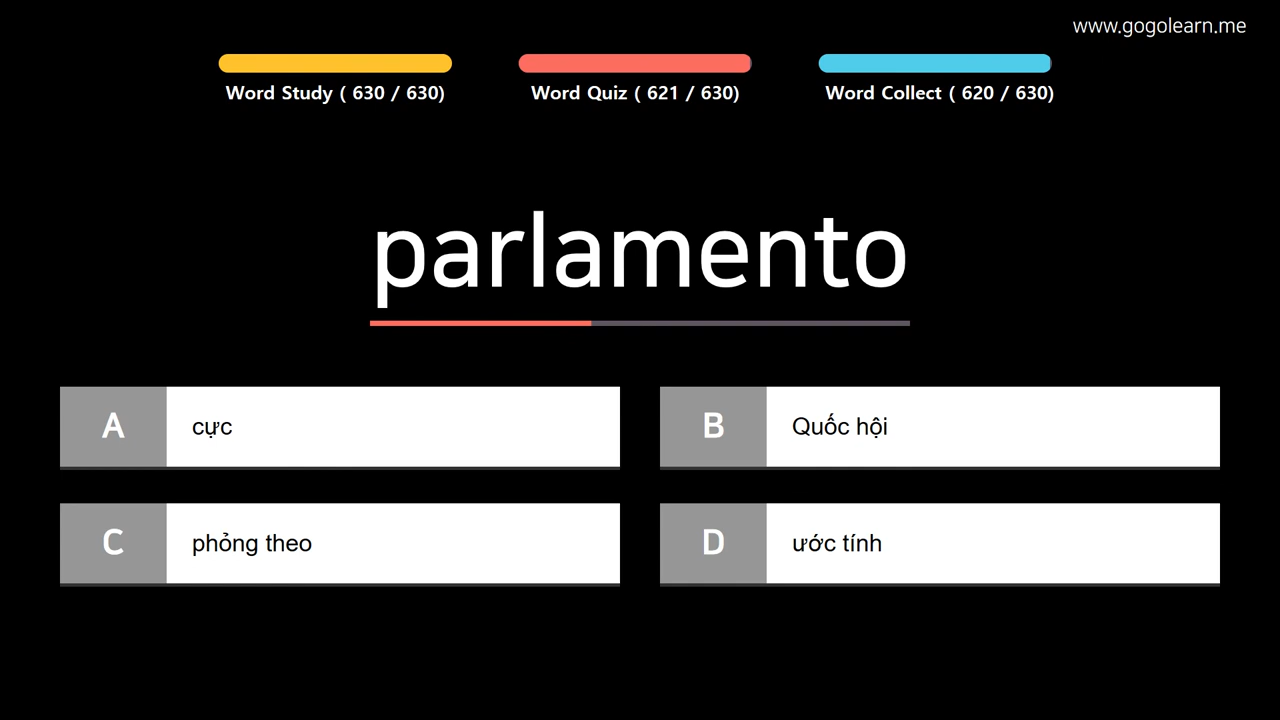 www.gogolearn.me
Word Study ( 630 / 630)
Word Quiz ( 621 / 630)
Word Collect ( 620 / 630)
parlamento
A
cực
B
Quốc hội
C
phỏng theo
D
ước tính